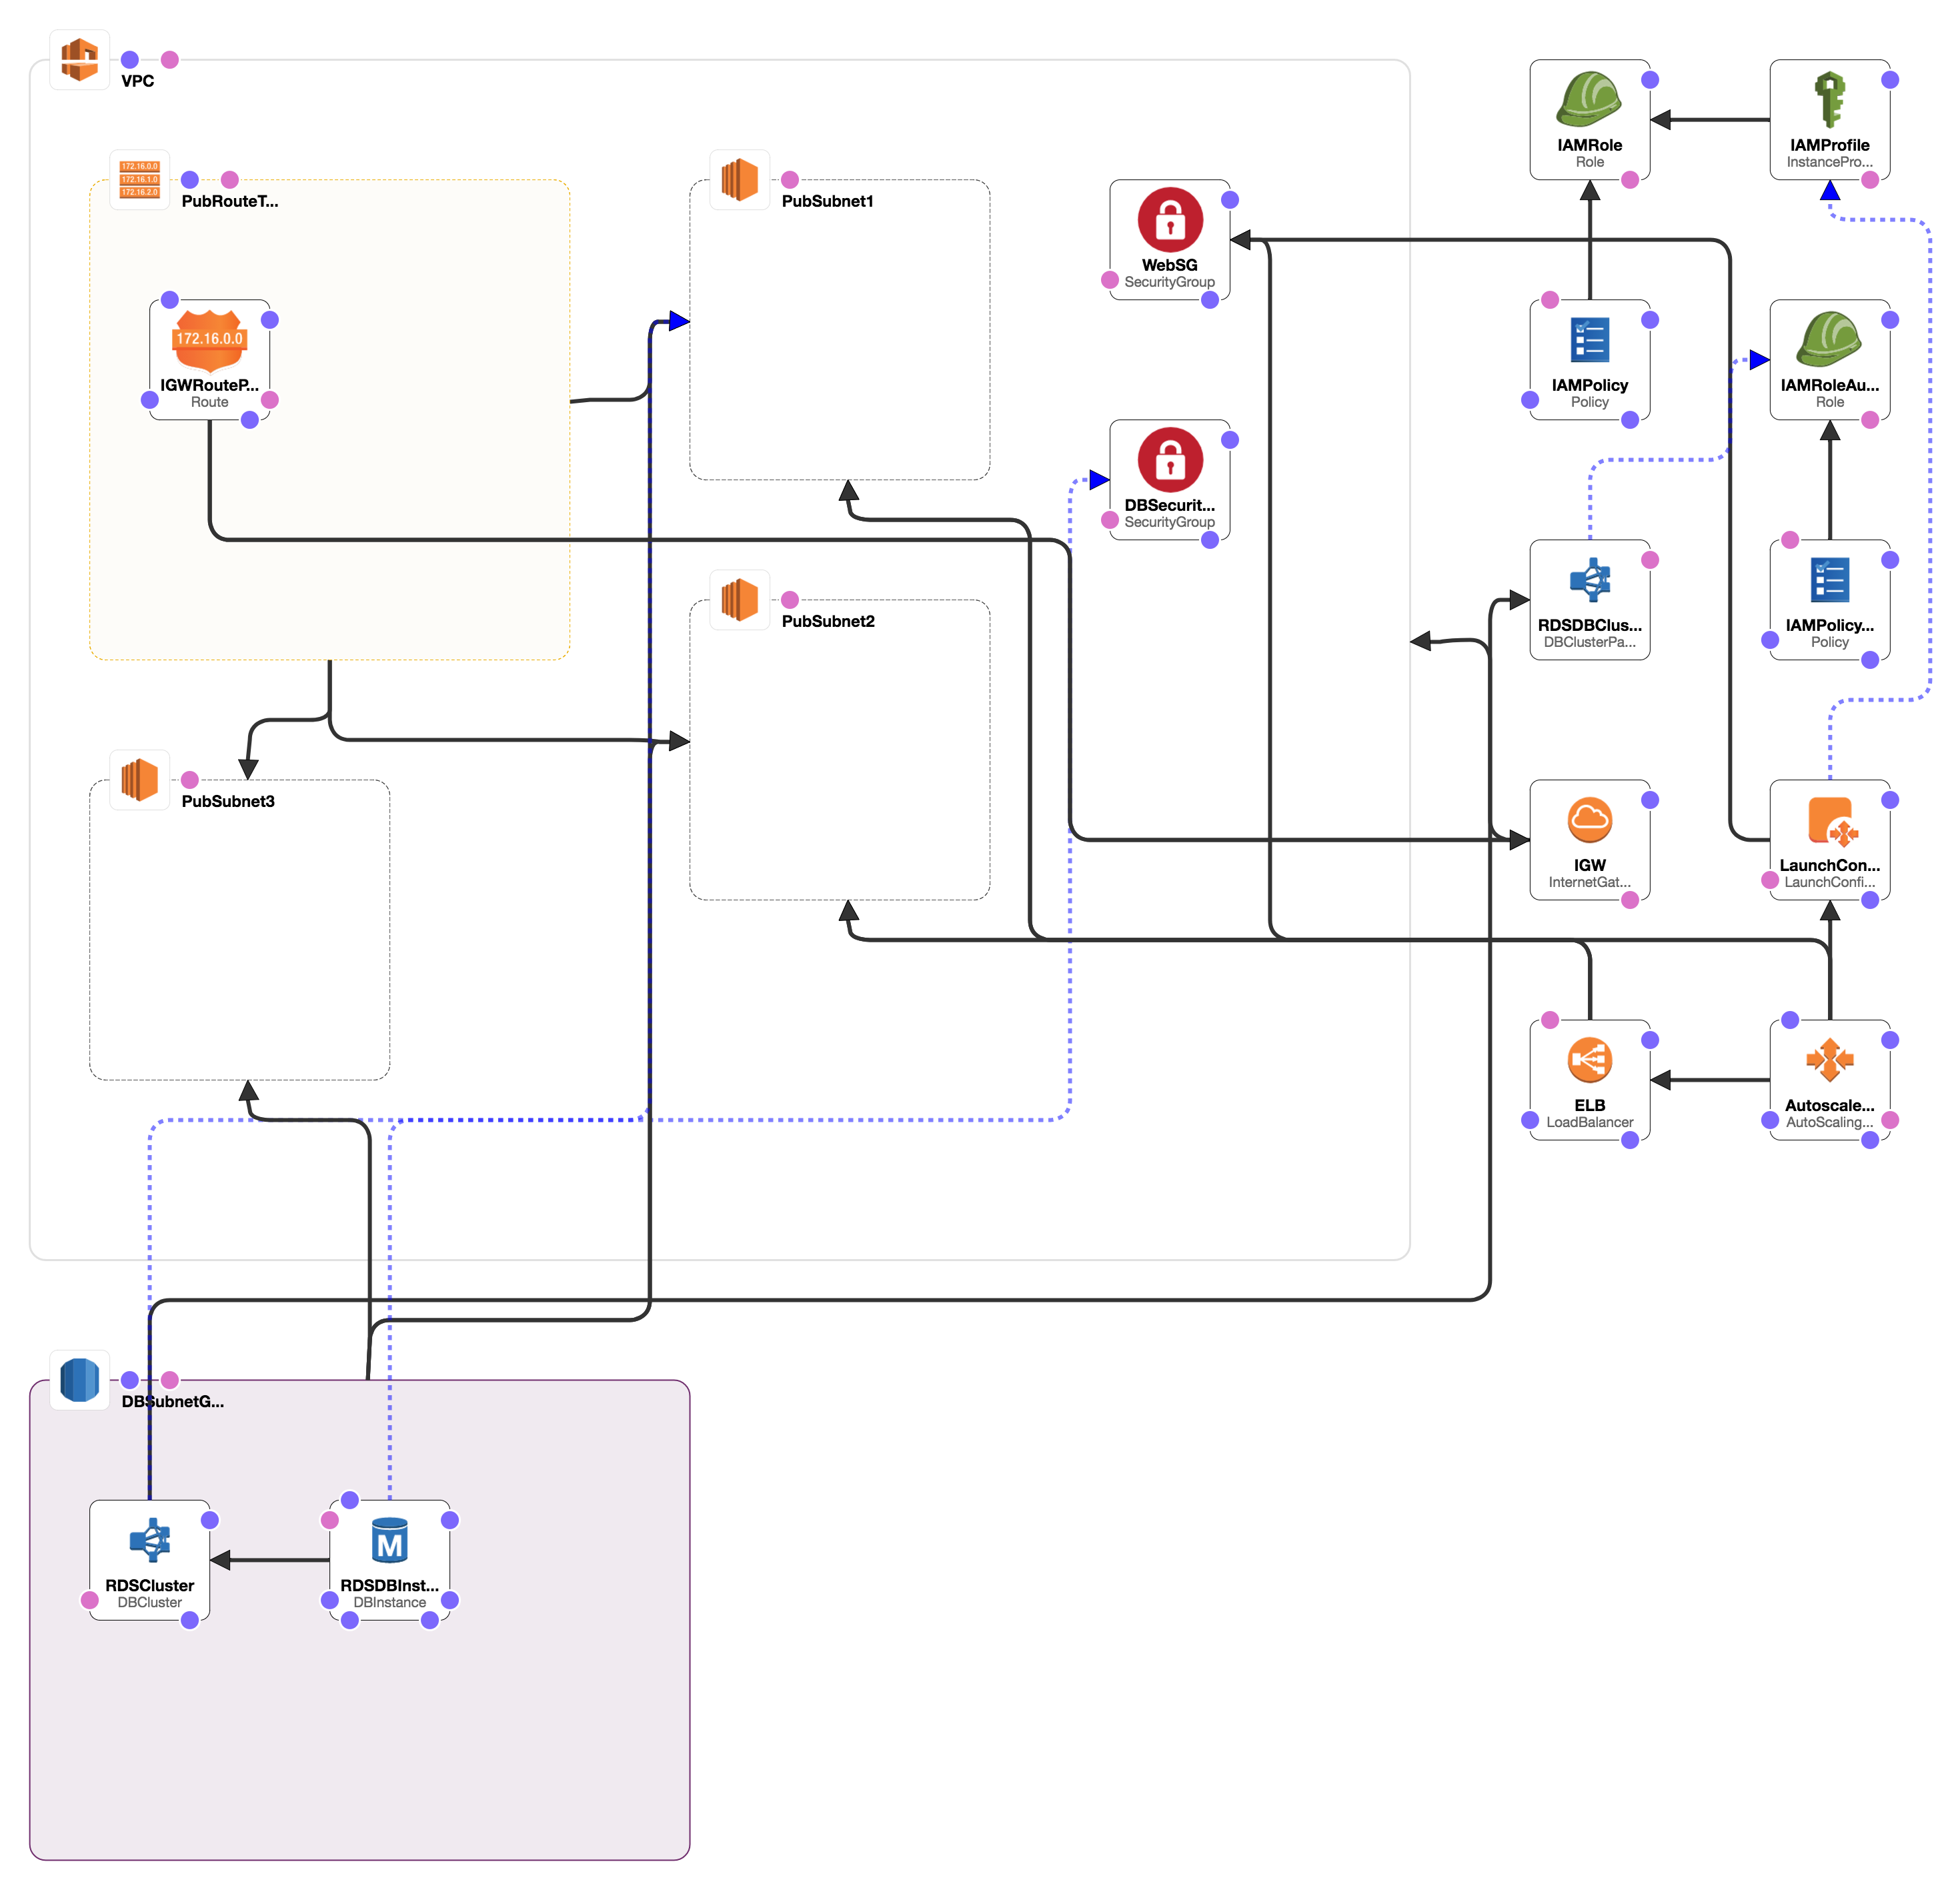 VPC
172.16.0.0
172.16.1.0
172.16.2.0
PubRouteT...
172.16.0.0
IGWRouteP...
Route
PubSubnet1
PubSubnet2
PubSubnet3
WebSG
SecurityGroup
DBSecurit...
SecurityGroup
IAMRole
Role
IAMProfile
InstancePro...
IAMPolicy
Policy
IAMRoleAu...
Role
RDSDBClus...
DBClusterPa...
IAMPolicy...
Policy
IGW
InternetGat...
LaunchCon...
LaunchConfi...
ELB
LoadBalancer
Autoscale...
AutoScaling...
DBSubnetG...
RDSCluster
DBCluster
M
RDSDBInst...
DBInstance